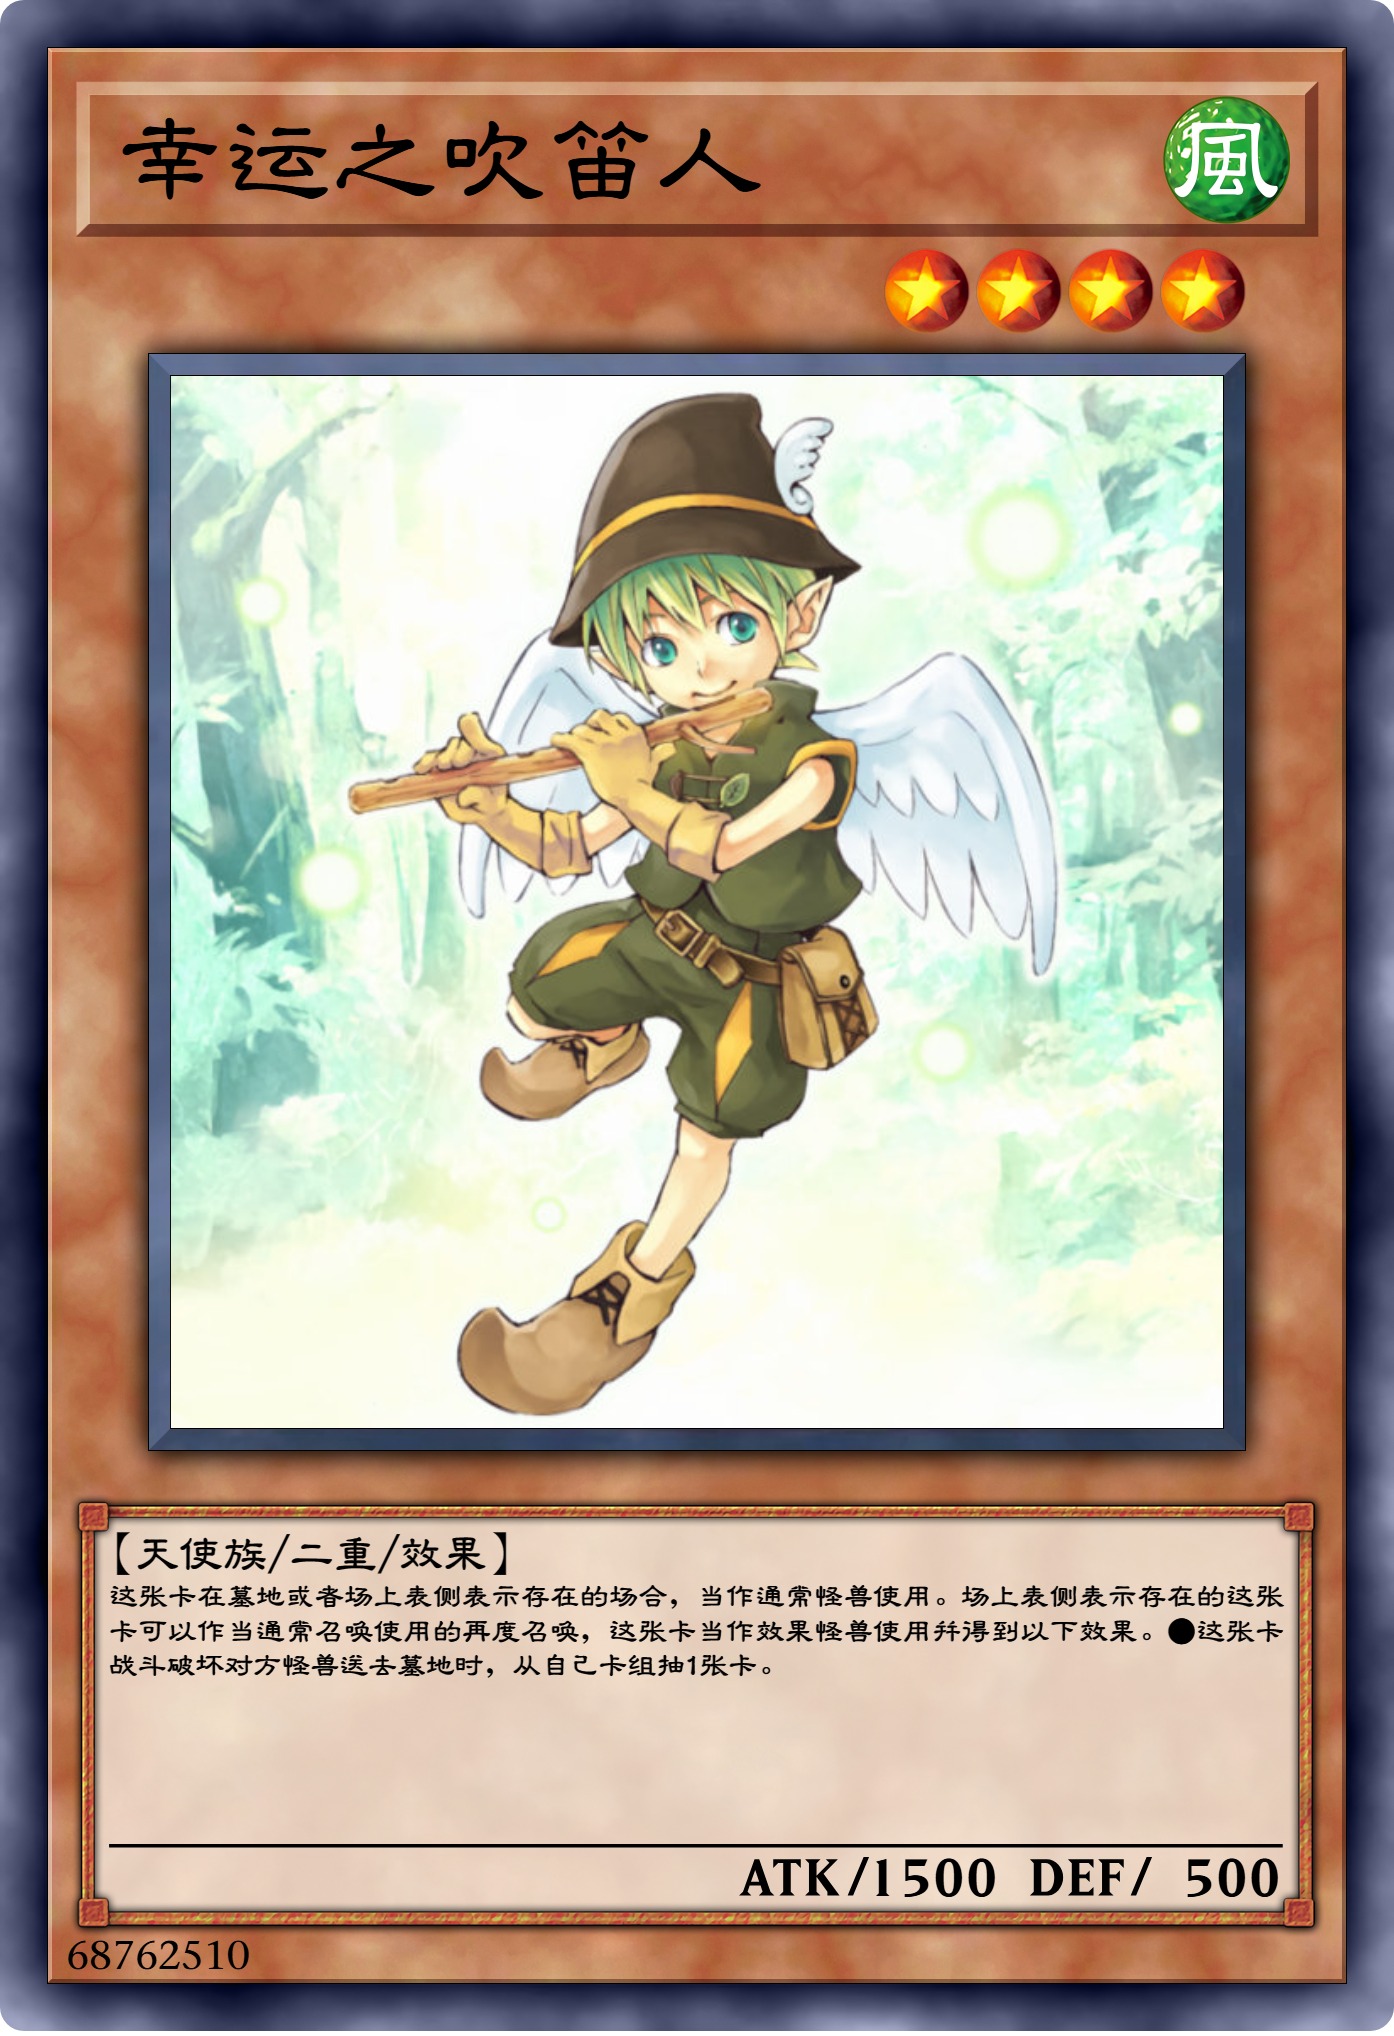 幸运之吹笛人
風
【天使族/二重/效果】
这张卡在墓地或者场上表侧表示存在的场合，当作通常怪兽使用。场上表侧表示存在的这张
卡可以作当通常召唤使用的再度召唤，这张卡当作效果怪兽使用并得到以下效果。●这张卡
战斗破坏对方怪兽送去墓地时，从自己卡组抽1张卡。
ATK/1500 DEF/ 500
68762510